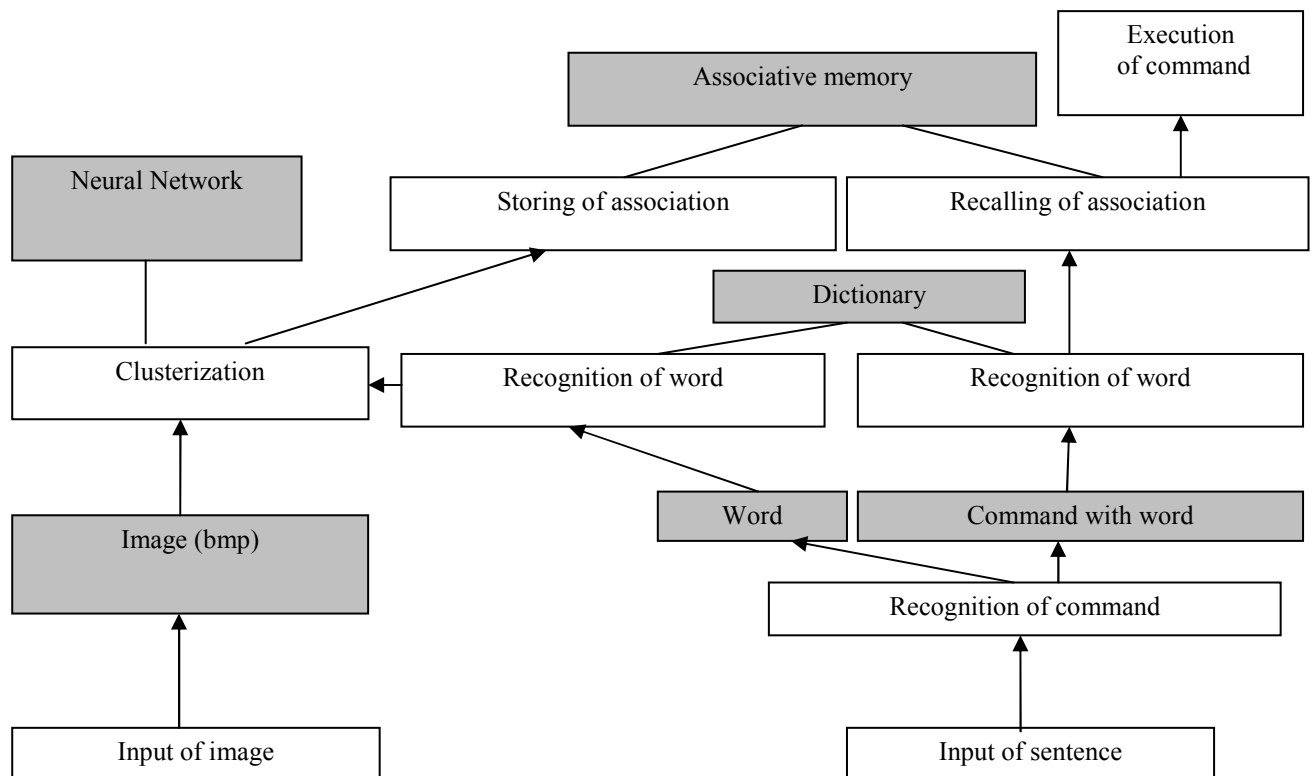 Execution
of command
Associative memory
Neural Network
Storing of association
Recalling of association
Dictionary
Clusterization
Recognition of word
Recognition of word
Word
Command with word
Image (bmp)
Recognition of command
Input of image
Input of sentence